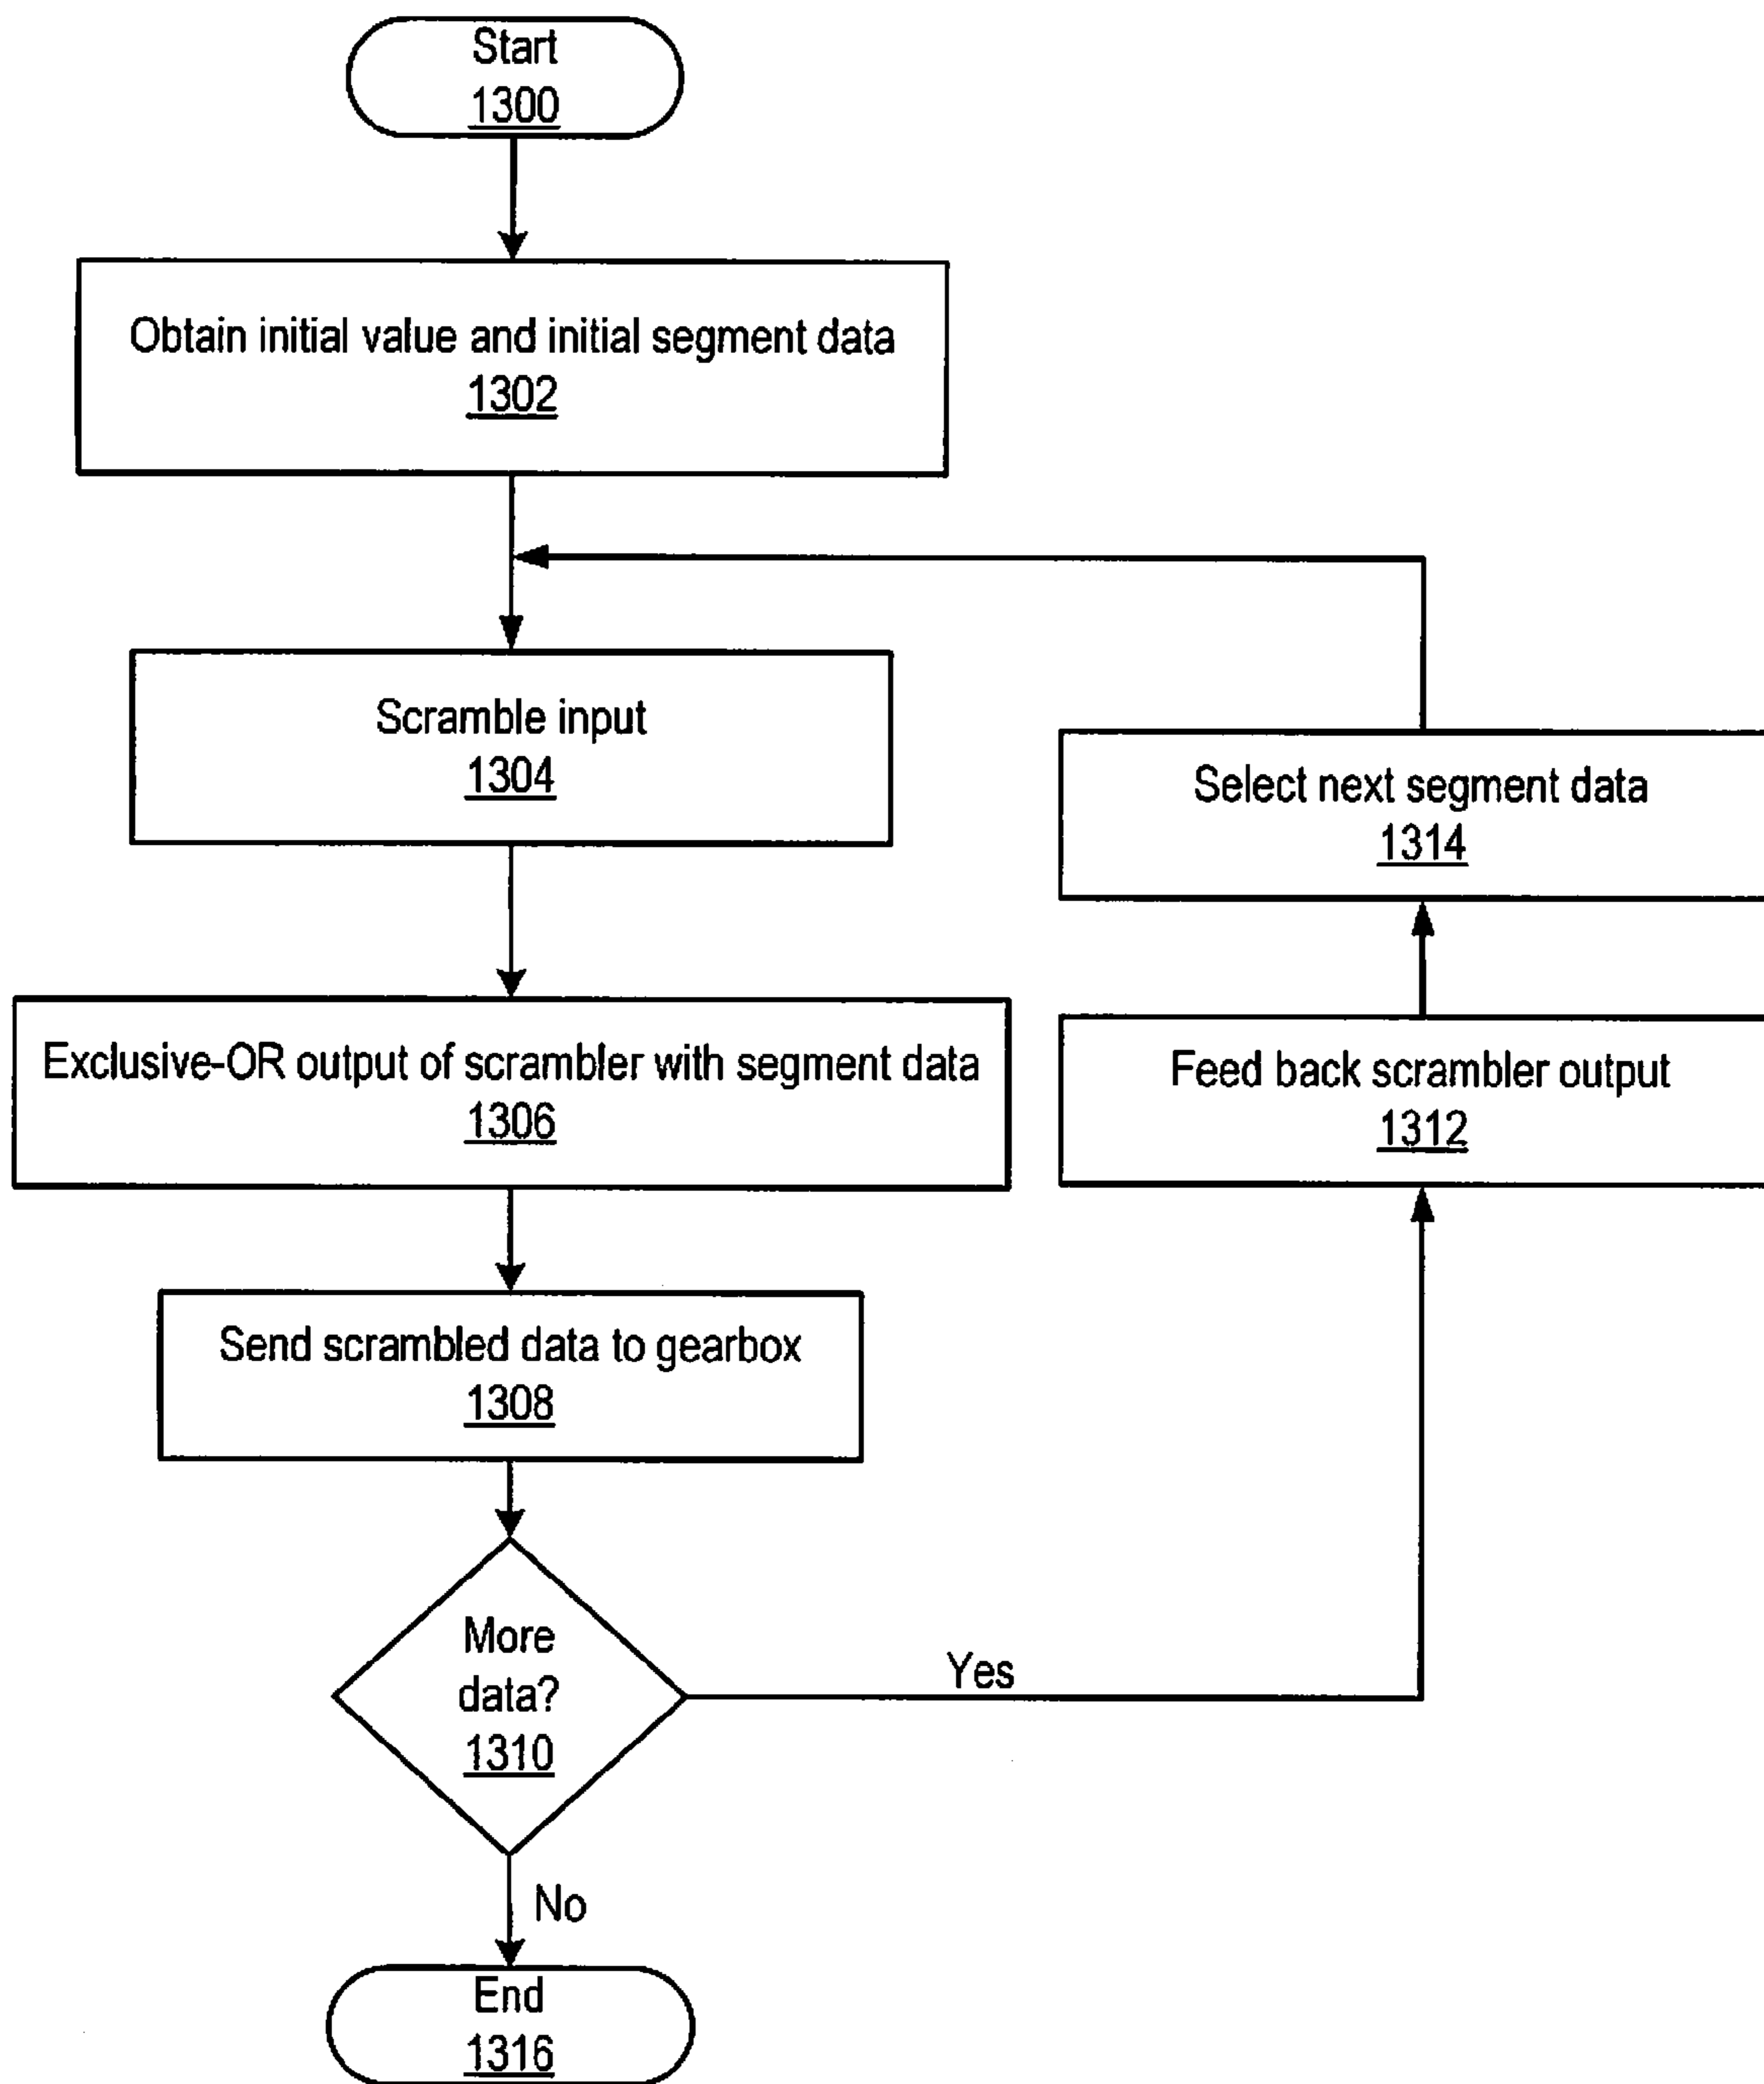 Start
1300
Obtain initial value and initial segment data
1302
Scramble input
1304
Select next segment data
1314
Exclusive-OR output of scrambler with segment data
1306
Feed back scrambler output
1312
Send scrambled data to gearbox
1308
More
data?
1310
Yes
No
End
1316